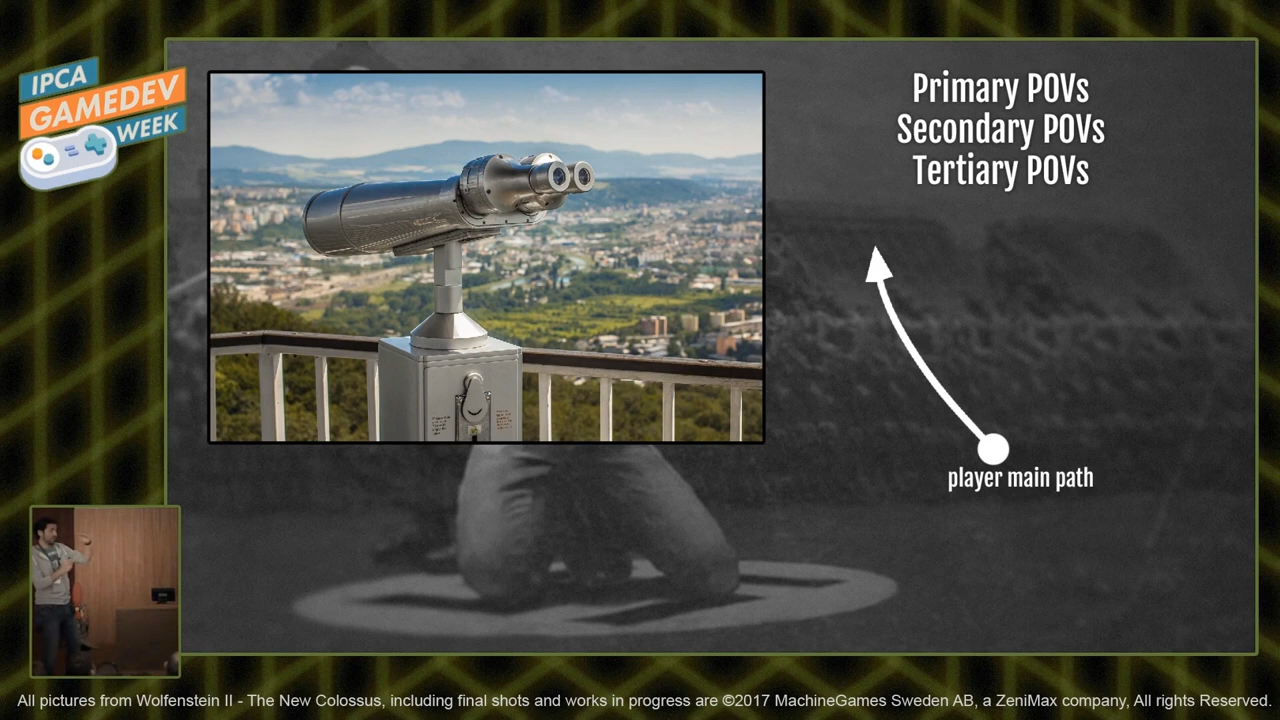 IPCA
GAMEDEV
WEEK
Primary POVs
Secondary POVs
Tertiary POVs
player main path
All pictures from Wolfenstein II - The New Colossus, including final shots and works in progress are ©2017 MachineGames Sweden AB, a ZeniMax company, All rights Reserved.